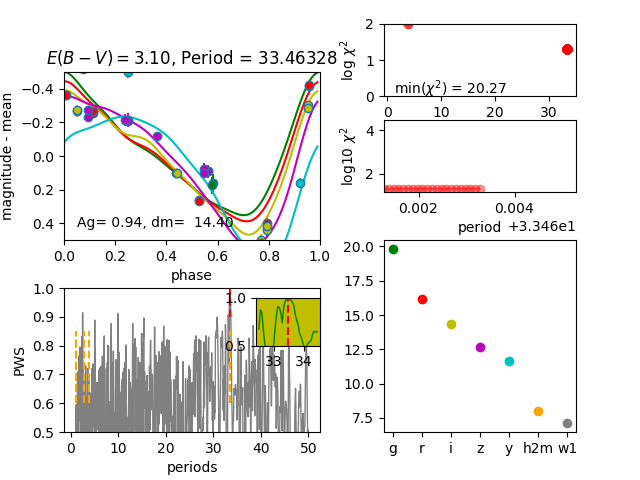 E(B − V) = 3.10, Period = 33.46328
magnitude - mean
−0.4
−0.2
0.0
0.2
0.4
Ag= 0.94, dm= 14.40
0.0 0.2 0.4 0.6 0.8 1.0
phase
log χ²
2
1
0
min(χ²) = 20.27
0 10 20 30
log10 χ²
4
2
0.002 0.004
period +3.346e1
PWS
1.0
0.9
0.8
0.7
0.6
0.5
1.0
0.5
33 34
0 10 20 30 40 50
periods
20.0
17.5
15.0
12.5
10.0
7.5
g r i z y h2m w1